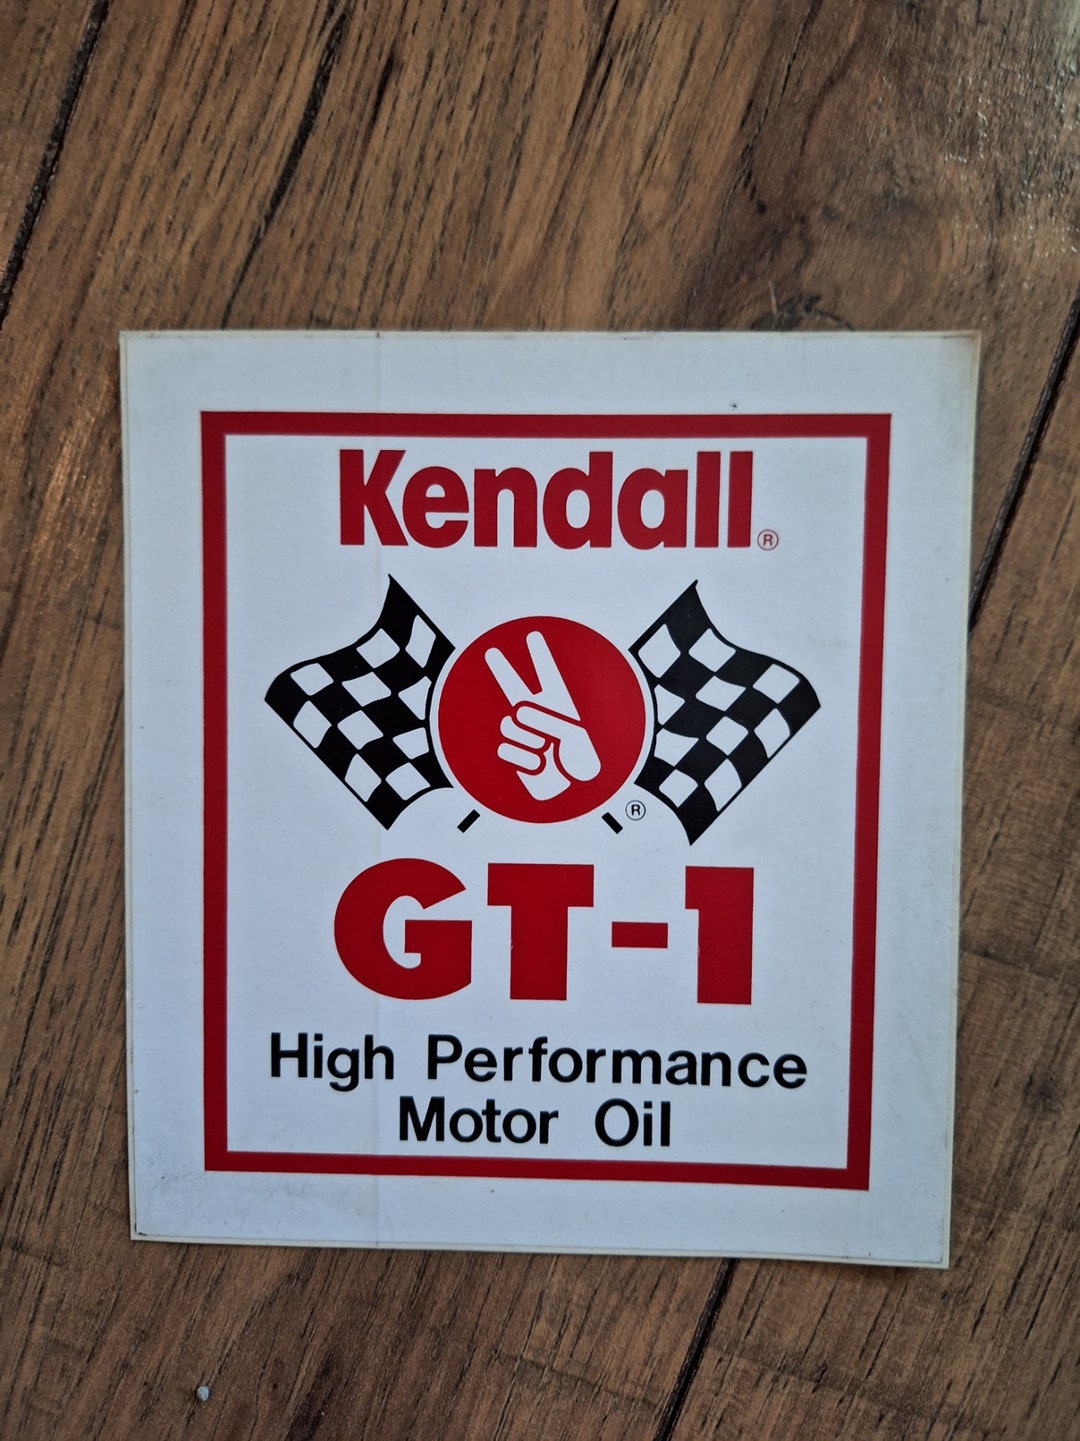 Kendall®
®
GT-1
High Performance
Motor Oil